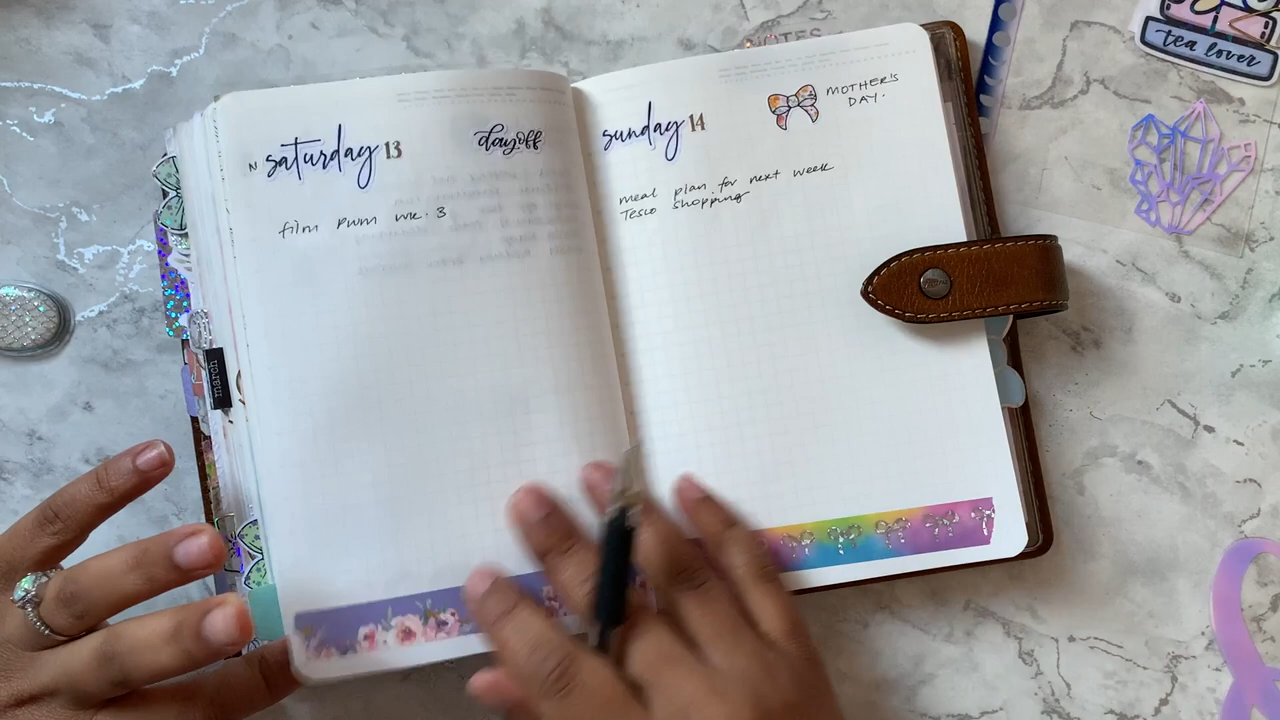 NOTES
tea lover
N saturday 13
day off
film PWM wk. 3
sunday 14
MOTHER'S
DAY.
meal plan for next week
Tesco shopping
march